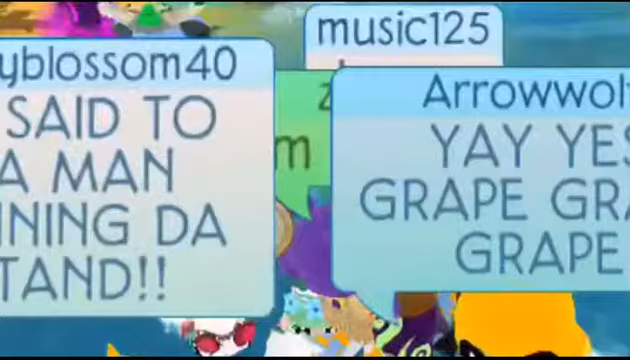 music125
yblossom40
SAID TO
A MAN
NING DA
TAND!!
m
Arrowwol
YAY YES
GRAPE GRA
GRAPE